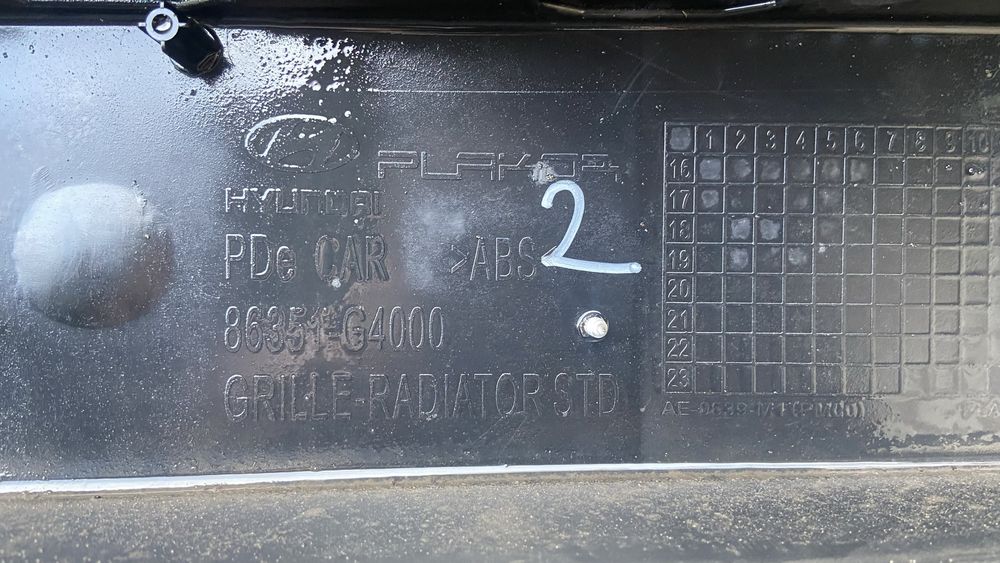 PLAKOR
HYUNDAI
PDe CAR >ABS
2
86351-G4000
GRILLE-RADIATOR STD
1 2 3 4 5 6 7 8 9 10
16
17
18
19
20
21
22
23